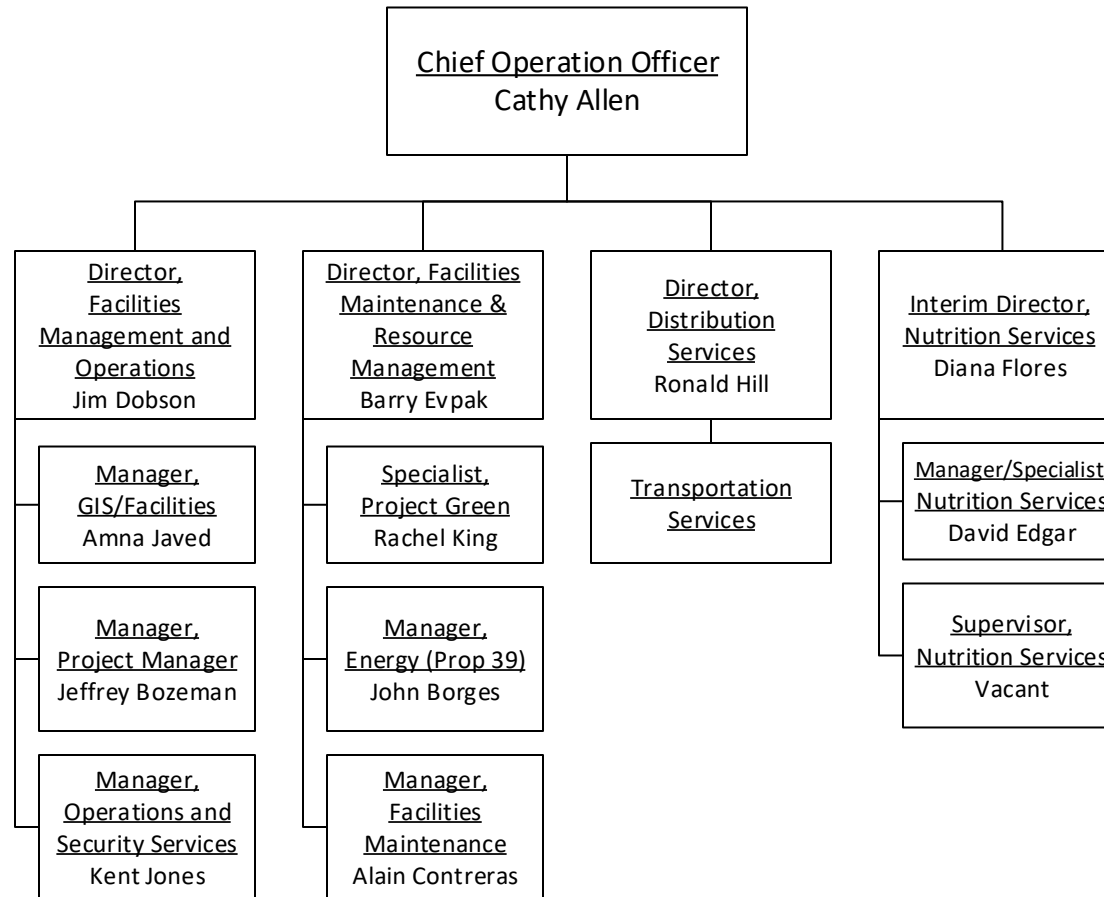 Chief Operation Officer
Cathy Allen
Director,
Facilities
Management and
Operations
Jim Dobson
Manager,
GIS/Facilities
Amna Javed
Manager,
Project Manager
Jeffrey Bozeman
Manager,
Operations and
Security Services
Kent Jones
Director, Facilities
Maintenance &
Resource
Management
Barry Evpak
Specialist,
Project Green
Rachel King
Manager,
Energy (Prop 39)
John Borges
Manager,
Facilities
Maintenance
Alain Contreras
Director,
Distribution
Services
Ronald Hill
Transportation
Services
Interim Director,
Nutrition Services
Diana Flores
Manager/Specialist
Nutrition Services
David Edgar
Supervisor,
Nutrition Services
Vacant